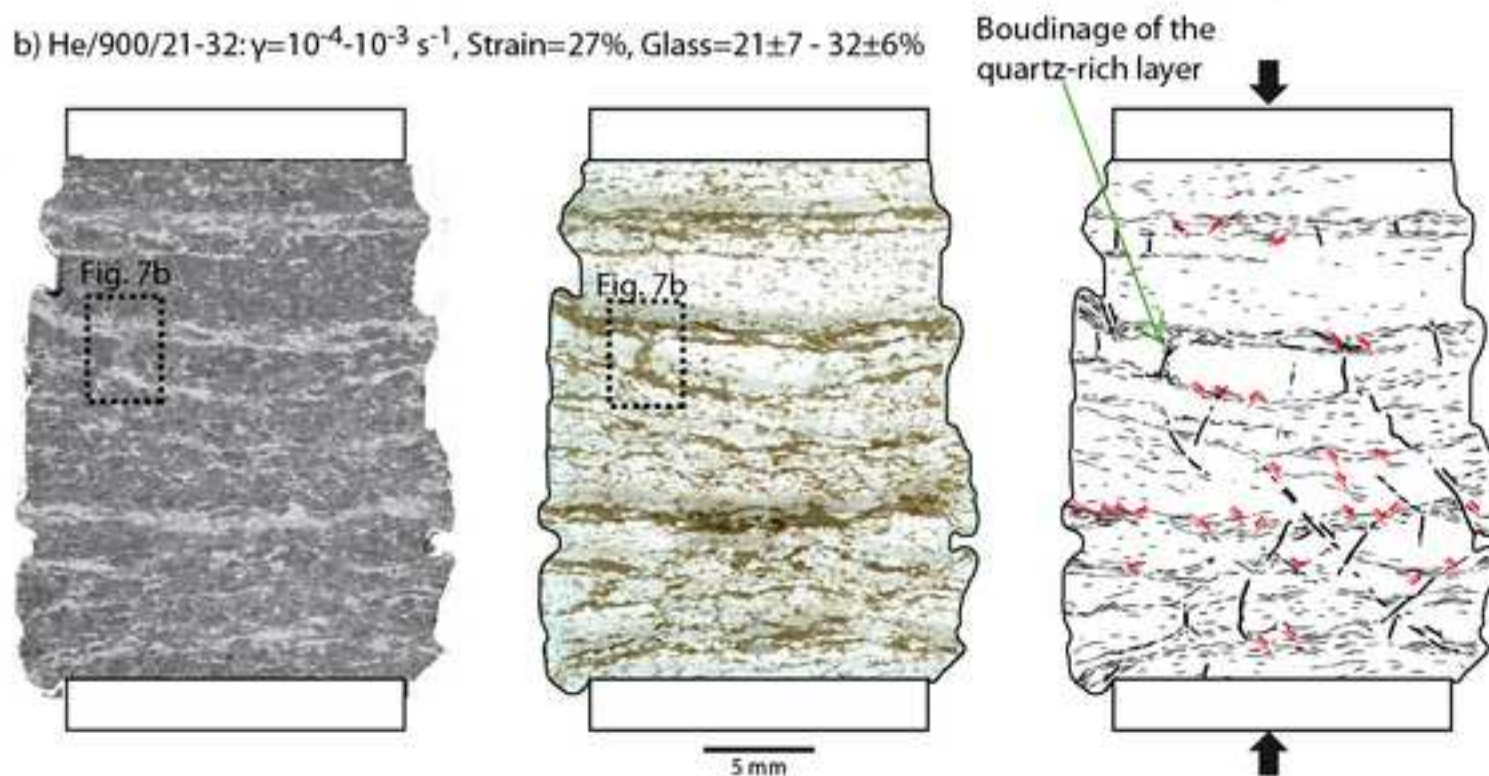 b) He/900/21-32: γ=10⁻⁴-10⁻³ s⁻¹, Strain=27%, Glass=21±7 - 32±6%
Boudinage of the
quartz-rich layer
Fig. 7b
Fig. 7b
5 mm